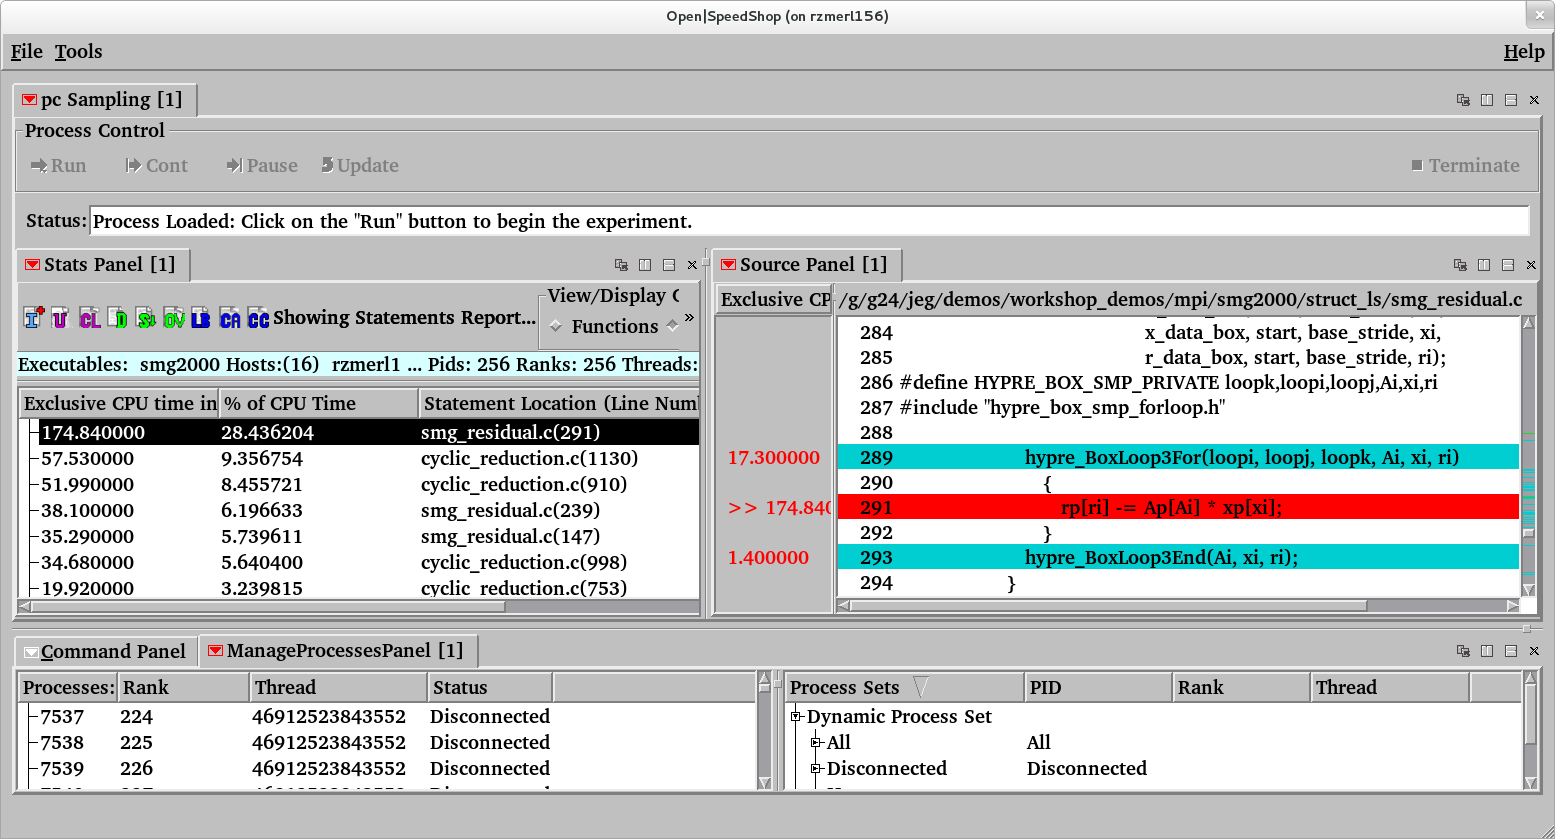 Open|SpeedShop (on rzmerl156)
File Tools Help
pc Sampling [1]
Process Control
Run Cont Pause Update Terminate
Status: Process Loaded: Click on the "Run" button to begin the experiment.
Stats Panel [1]
I U CL D S OV LB CA CC Showing Statements Report...
View/Display C
Functions »
Executables: smg2000 Hosts:(16) rzmerl1 ... Pids: 256 Ranks: 256 Threads:
Exclusive CPU time in % of CPU Time Statement Location (Line Num
174.840000 28.436204 smg_residual.c(291)
57.530000 9.356754 cyclic_reduction.c(1130)
51.990000 8.455721 cyclic_reduction.c(910)
38.100000 6.196633 smg_residual.c(239)
35.290000 5.739611 smg_residual.c(147)
34.680000 5.640400 cyclic_reduction.c(998)
19.920000 3.239815 cyclic_reduction.c(753)
Source Panel [1]
Exclusive CP /g/g24/jeg/demos/workshop_demos/mpi/smg2000/struct_ls/smg_residual.c
284 x_data_box, start, base_stride, xi,
285 r_data_box, start, base_stride, ri);
286 #define HYPRE_BOX_SMP_PRIVATE loopk,loopi,loopj,Ai,xi,ri
287 #include "hypre_box_smp_forloop.h"
288
17.300000 289 hypre_BoxLoop3For(loopi, loopj, loopk, Ai, xi, ri)
290 {
>> 174.840 291 rp[ri] -= Ap[Ai] * xp[xi];
292 }
1.400000 293 hypre_BoxLoop3End(Ai, xi, ri);
294 }
Command Panel ManageProcessesPanel [1]
Processes: Rank Thread Status
7537 224 46912523843552 Disconnected
7538 225 46912523843552 Disconnected
7539 226 46912523843552 Disconnected
Process Sets PID Rank Thread
Dynamic Process Set
All All
Disconnected Disconnected